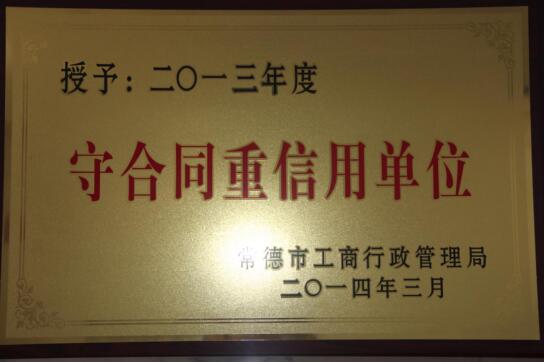 授予：二〇一三年度
守合同重信用单位
常德市工商行政管理局
二〇一四年三月